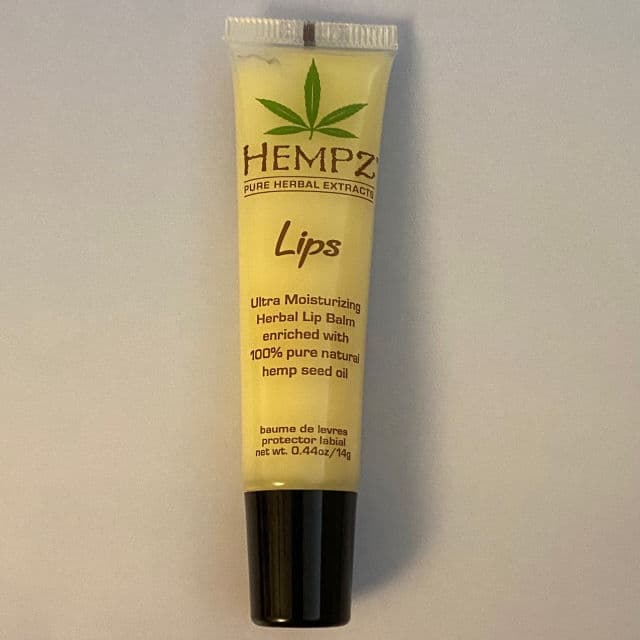 HEMPZ
PURE HERBAL EXTRACTS
Lips
Ultra Moisturizing
Herbal Lip Balm
enriched with
100% pure natural
hemp seed oil
baume de levres
protector labial
net wt. 0.44oz/14g